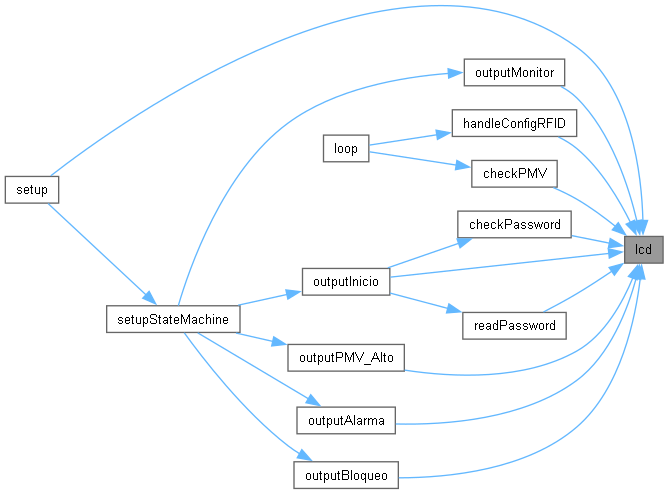 outputMonitor
handleConfigRFID
loop
checkPMV
setup
checkPassword
lcd
outputInicio
setupStateMachine
readPassword
outputPMV_Alto
outputAlarma
outputBloqueo